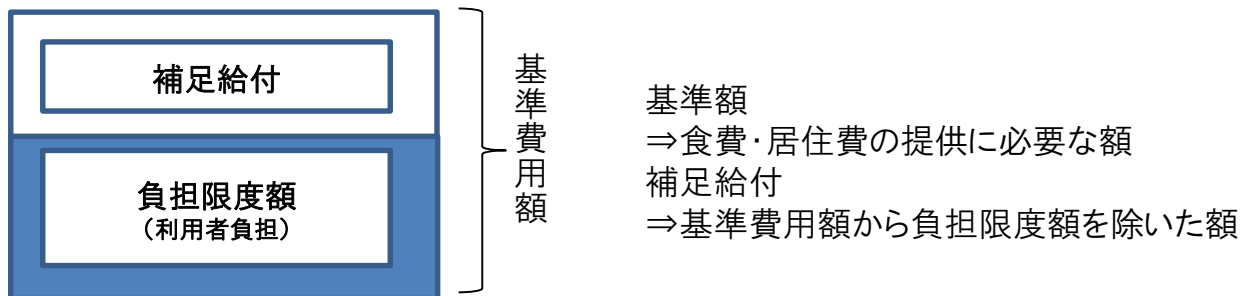 補足給付
負担限度額
（利用者負担）
基準費用額
基準額
⇒食費・居住費の提供に必要な額
補足給付
⇒基準費用額から負担限度額を除いた額